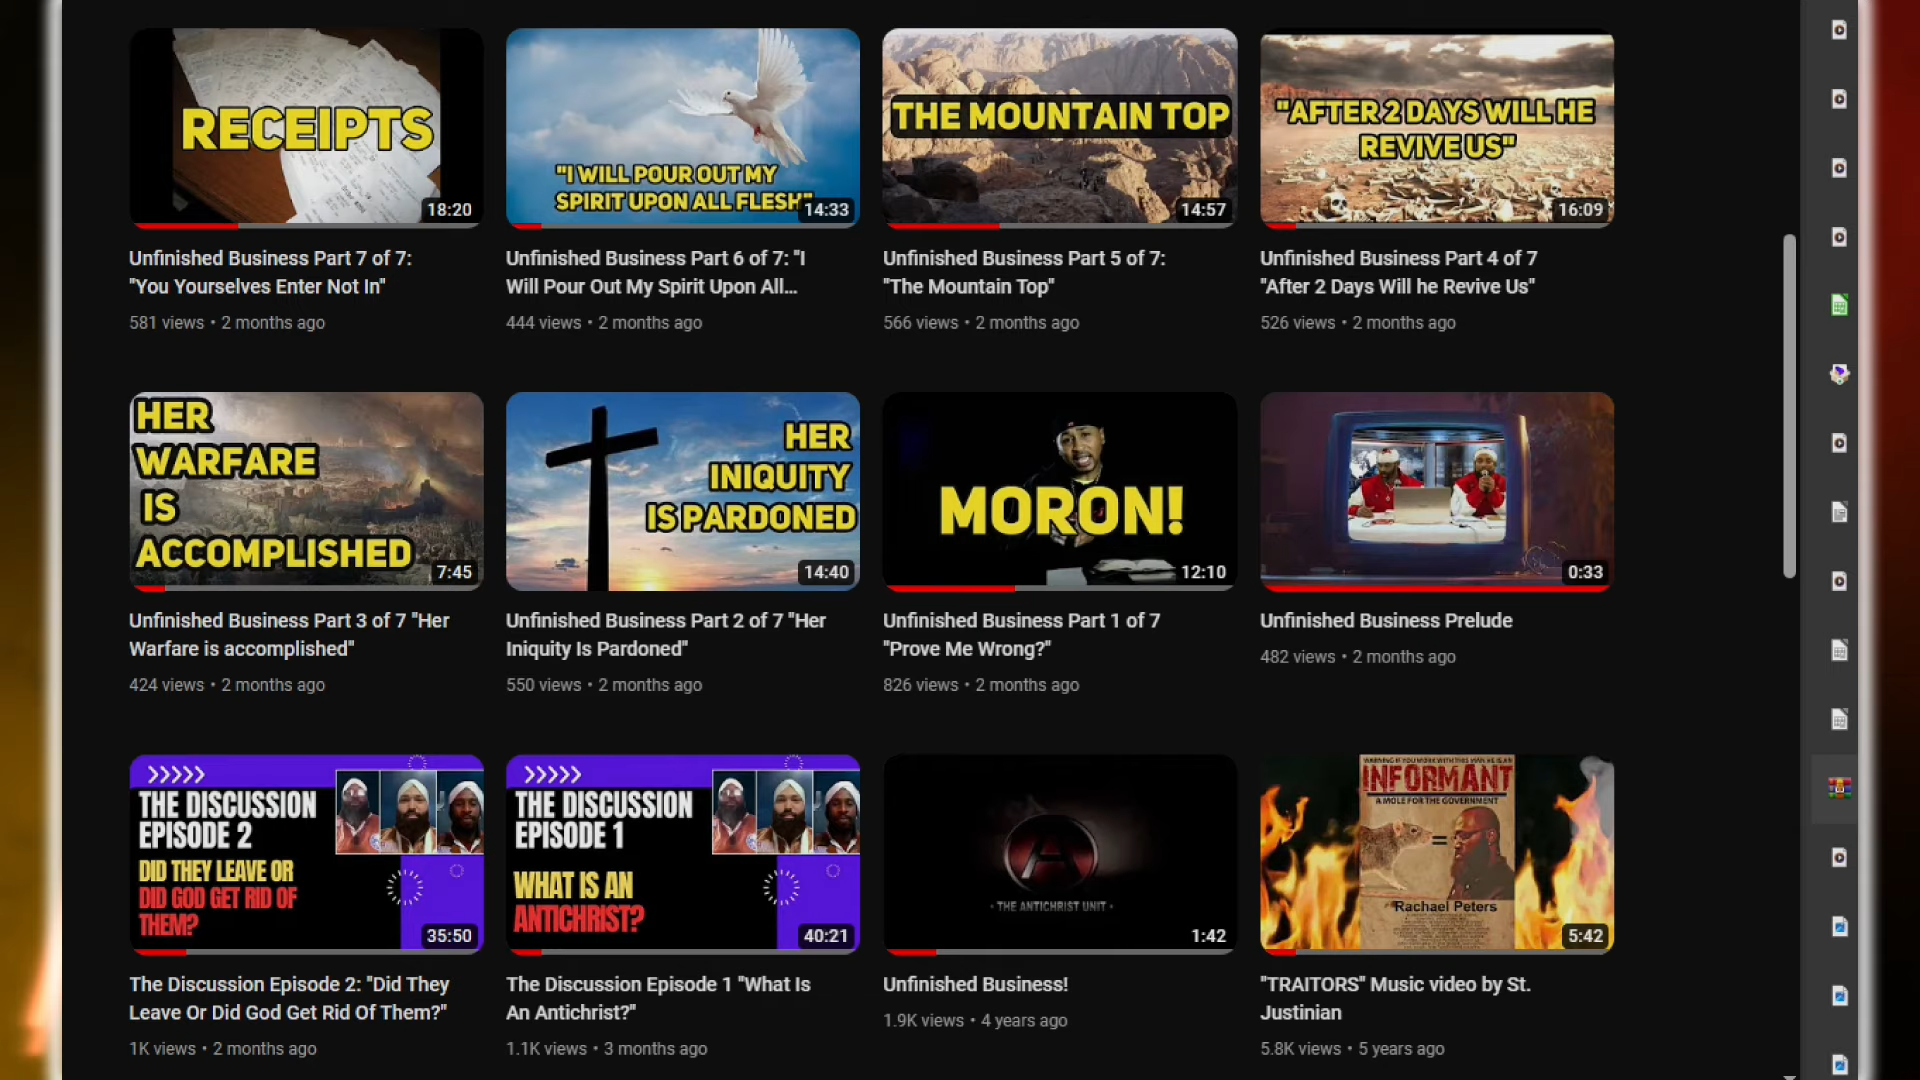 RECEIPTS
18:20
Unfinished Business Part 7 of 7:
"You Yourselves Enter Not In"
581 views • 2 months ago
"I WILL POUR OUT MY
SPIRIT UPON ALL FLESH"
14:33
Unfinished Business Part 6 of 7: "I
Will Pour Out My Spirit Upon All...
444 views • 2 months ago
THE MOUNTAIN TOP
14:57
Unfinished Business Part 5 of 7:
"The Mountain Top"
566 views • 2 months ago
"AFTER 2 DAYS WILL HE
REVIVE US"
16:09
Unfinished Business Part 4 of 7
"After 2 Days Will he Revive Us"
526 views • 2 months ago
HER
WARFARE
IS
ACCOMPLISHED
7:45
Unfinished Business Part 3 of 7 "Her
Warfare is accomplished"
424 views • 2 months ago
HER
INIQUITY
IS PARDONED
14:40
Unfinished Business Part 2 of 7 "Her
Iniquity Is Pardoned"
550 views • 2 months ago
MORON!
12:10
Unfinished Business Part 1 of 7
"Prove Me Wrong?"
826 views • 2 months ago
0:33
Unfinished Business Prelude
482 views • 2 months ago
THE DISCUSSION
EPISODE 2
DID THEY LEAVE OR
DID GOD GET RID OF
THEM?
35:50
The Discussion Episode 2: "Did They
Leave Or Did God Get Rid Of Them?"
1K views • 2 months ago
THE DISCUSSION
EPISODE 1
WHAT IS AN
ANTICHRIST?
40:21
The Discussion Episode 1 "What Is
An Antichrist?"
1.1K views • 3 months ago
A
• THE ANTICHRIST UNIT •
1:42
Unfinished Business!
1.9K views • 4 years ago
WARNING IF YOU WORK WITH THIS MAN HE IS AN
INFORMANT
A MOLE FOR THE GOVERNMENT
=
Rachael Peters
5:42
"TRAITORS" Music video by St.
Justinian
5.8K views • 5 years ago